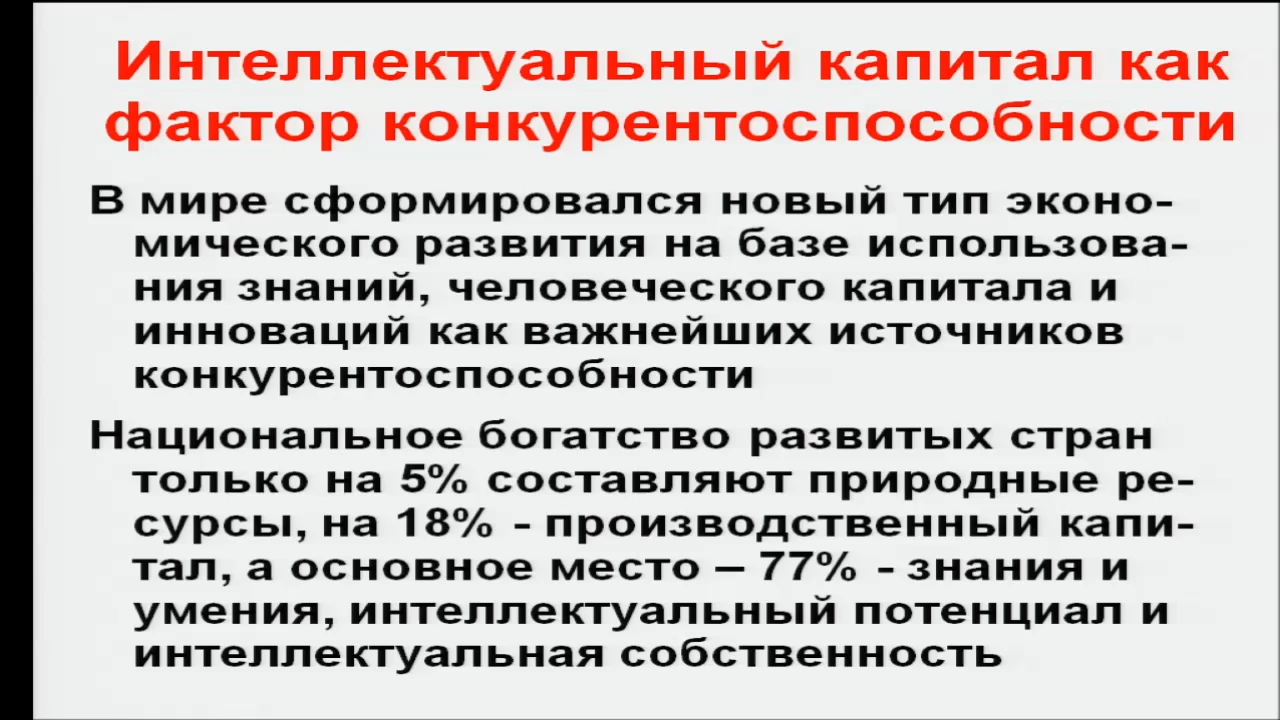 Интеллектуальный капитал как
фактор конкурентоспособности
В мире сформировался новый тип эконо-
мического развития на базе использова-
ния знаний, человеческого капитала и
инноваций как важнейших источников
конкурентоспособности
Национальное богатство развитых стран
только на 5% составляют природные ре-
сурсы, на 18% - производственный капи-
тал, а основное место – 77% - знания и
умения, интеллектуальный потенциал и
интеллектуальная собственность